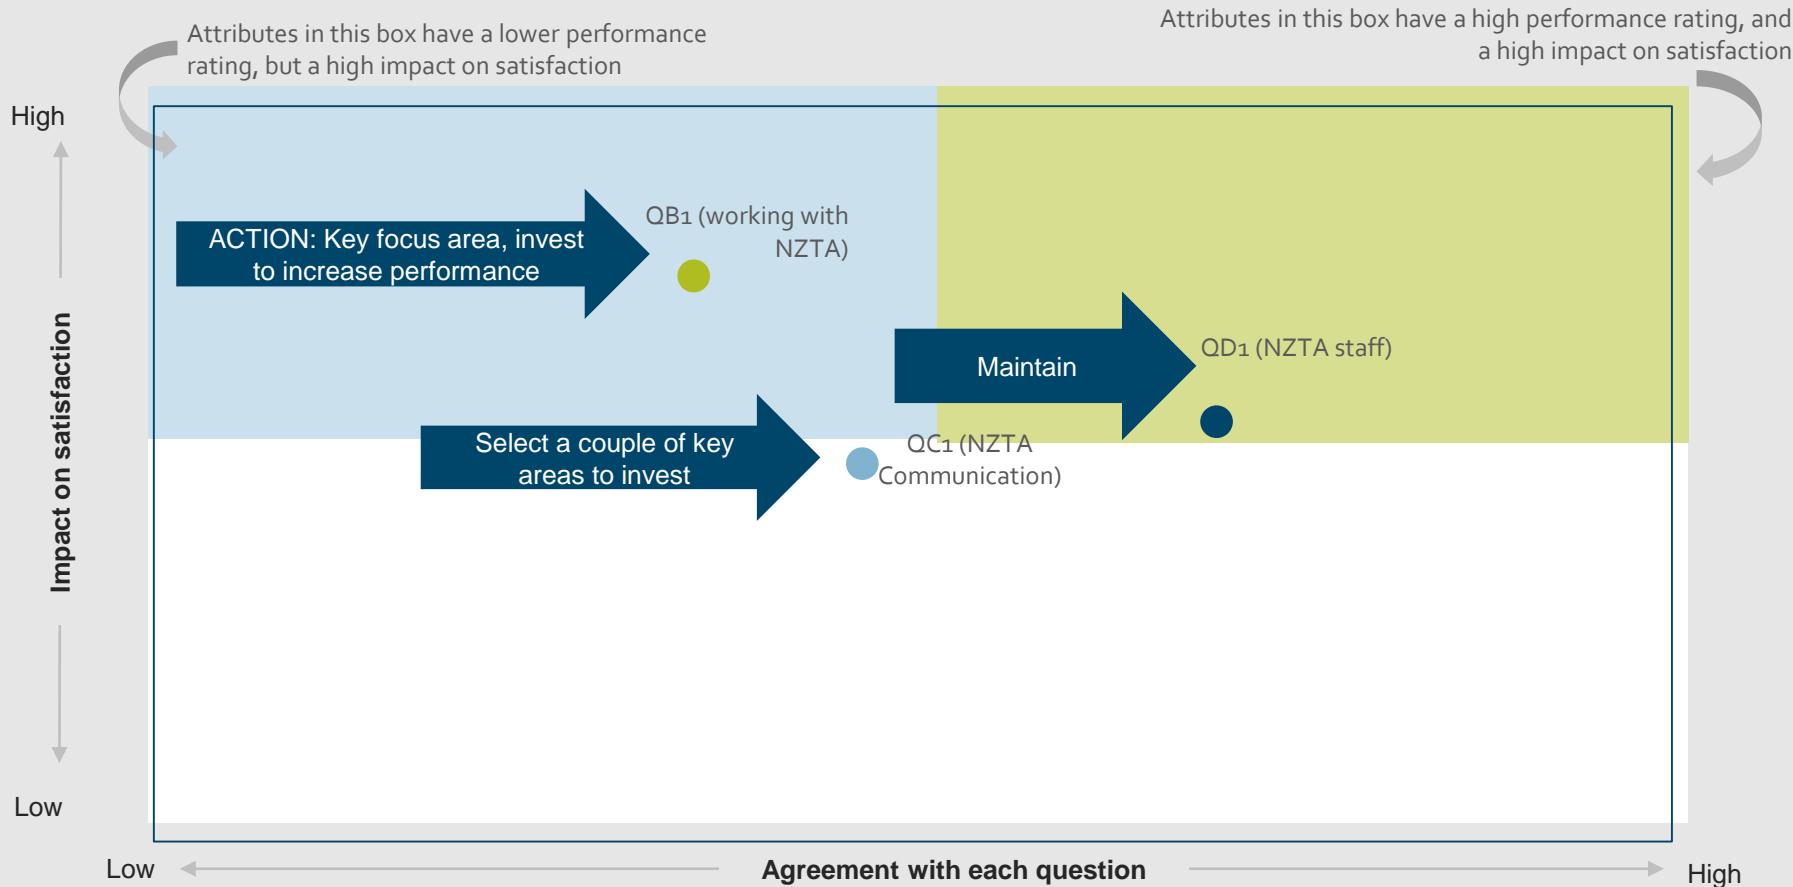 Attributes in this box have a lower performance
rating, but a high impact on satisfaction
Attributes in this box have a high performance rating, and
a high impact on satisfaction
High
QB1 (working with
NZTA)
ACTION: Key focus area, invest
to increase performance
QD1 (NZTA staff)
Maintain
Impact on satisfaction
Select a couple of key
areas to invest
QC1 (NZTA
Communication)
Low
Low
Agreement with each question
High